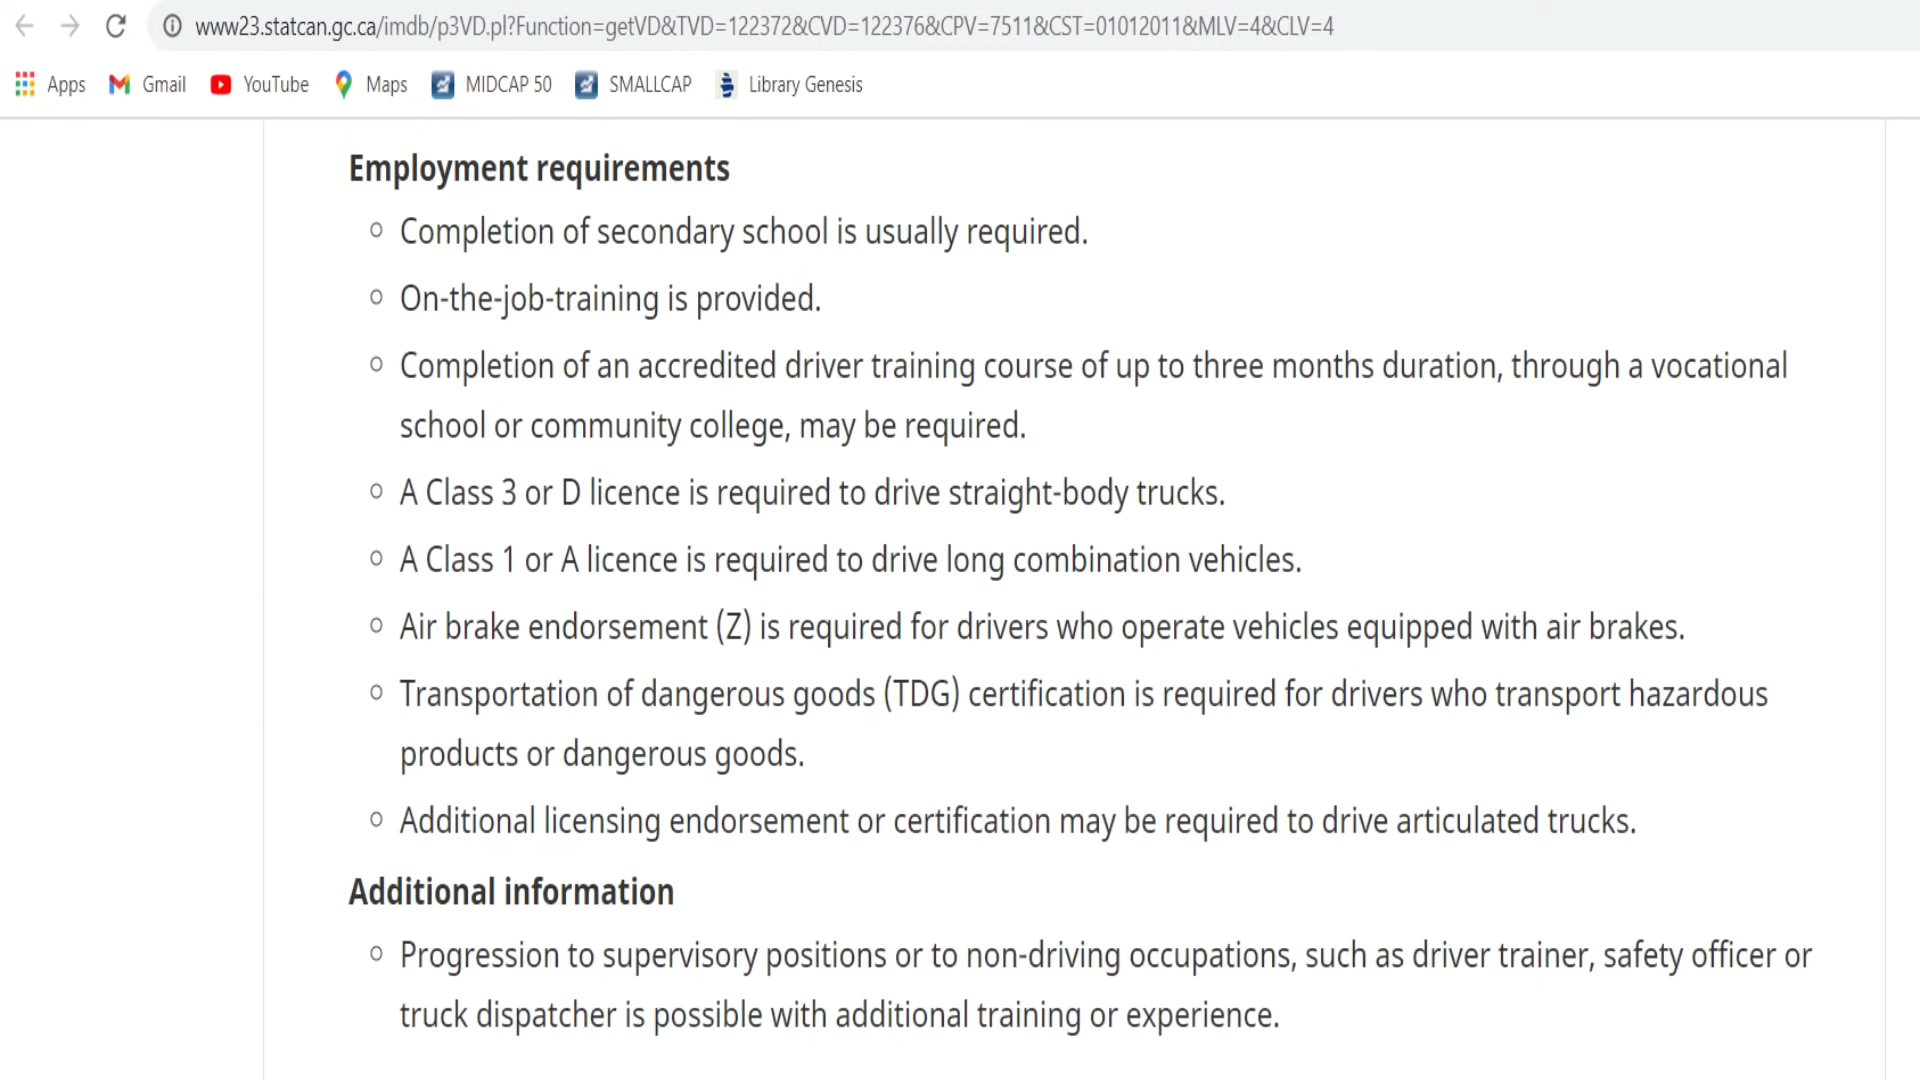 www23.statcan.gc.ca/imdb/p3VD.pl?Function=getVD&TVD=122372&CVD=122376&CPV=7511&CST=01012011&MLV=4&CLV=4
Apps Gmail YouTube Maps MIDCAP 50 SMALLCAP Library Genesis
Employment requirements
Completion of secondary school is usually required.
On-the-job-training is provided.
Completion of an accredited driver training course of up to three months duration, through a vocational
school or community college, may be required.
A Class 3 or D licence is required to drive straight-body trucks.
A Class 1 or A licence is required to drive long combination vehicles.
Air brake endorsement (Z) is required for drivers who operate vehicles equipped with air brakes.
Transportation of dangerous goods (TDG) certification is required for drivers who transport hazardous
products or dangerous goods.
Additional licensing endorsement or certification may be required to drive articulated trucks.
Additional information
Progression to supervisory positions or to non-driving occupations, such as driver trainer, safety officer or
truck dispatcher is possible with additional training or experience.